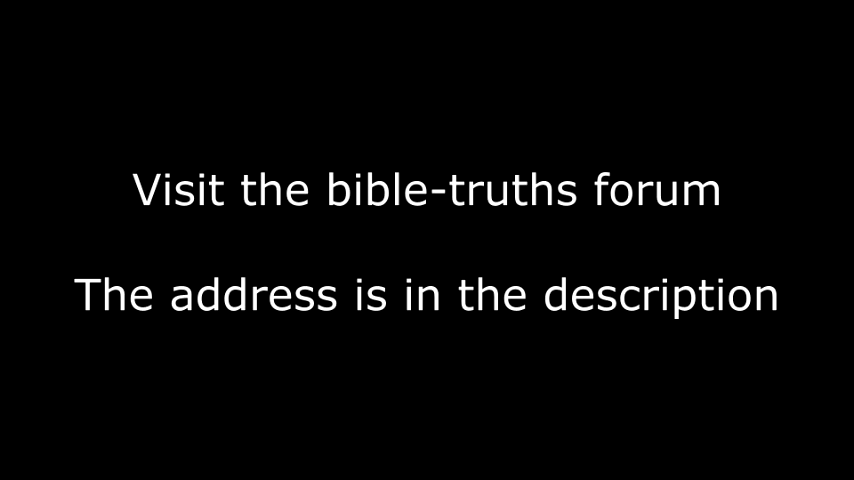 Visit the bible-truths forum
The address is in the description